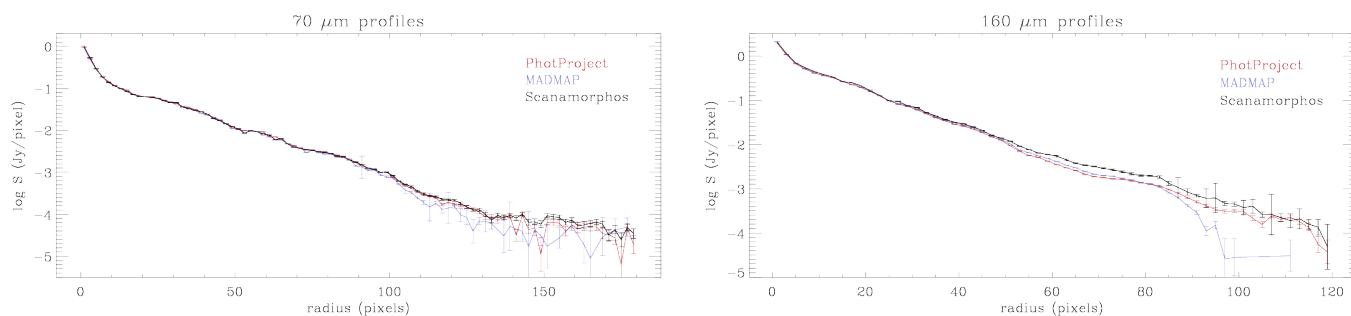 70 μm profiles
log S (Jy/pixel)
0
-1
-2
-3
-4
-5
PhotProject
MADMAP
Scanamorphos
0 50 100 150
radius (pixels)
160 μm profiles
log S (Jy/pixel)
0
-1
-2
-3
-4
-5
PhotProject
MADMAP
Scanamorphos
0 20 40 60 80 100 120
radius (pixels)